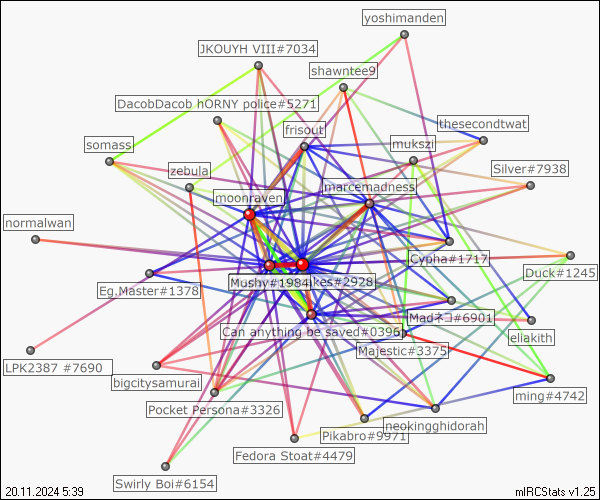 yoshimanden
JKOUYH VIII#7034
shawntee9
DacobDacob hORNY police#5271
thesecondtwat
frisout
mukszi
somass
zebula
Silver#7938
marcemadness
moonraven
normalwan
Cypha#1717
Duck#1245
Mushy#1984
kes#2928
Eg.Master#1378
Madネコ#6901
Can anything be saved#0396
eliakith
Majestic#3375
LPK2387 #7690
bigcitysamurai
ming#4742
Pocket Persona#3326
neokingghidorah
Pikabro#9971
Fedora Stoat#4479
Swirly Boi#6154
20.11.2024 5:39
mIRCStats v1.25